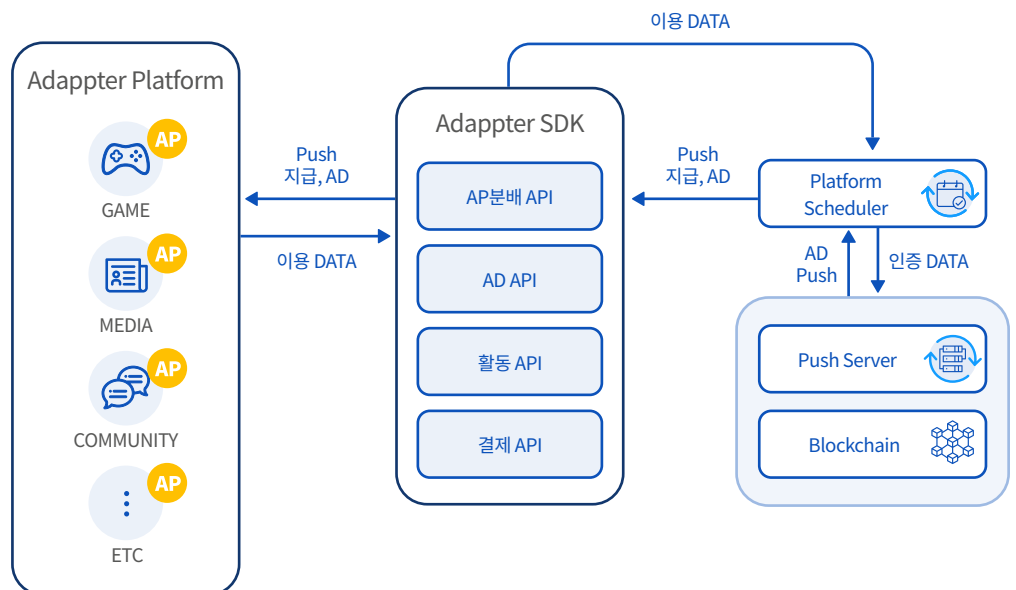 이용 DATA
Adappter Platform
AP
GAME
AP
MEDIA
AP
COMMUNITY
AP
ETC
Push
지급, AD
이용 DATA
Adappter SDK
AP분배 API
AD API
활동 API
결제 API
Push
지급, AD
Platform
Scheduler
AD
Push
인증 DATA
Push Server
Blockchain